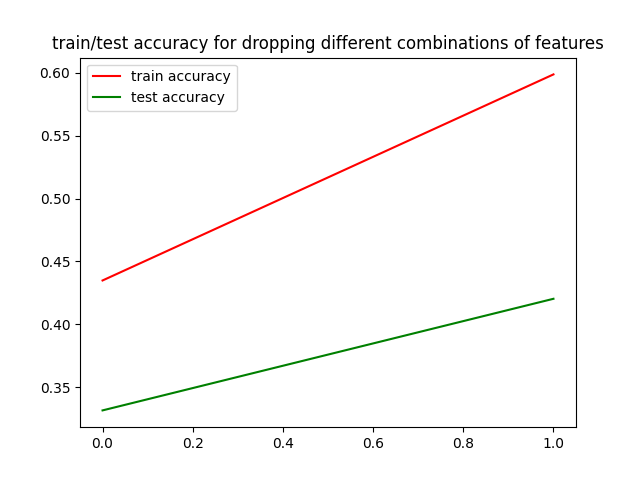 train/test accuracy for dropping different combinations of features
train accuracy
test accuracy
0.60
0.55
0.50
0.45
0.40
0.35
0.0 0.2 0.4 0.6 0.8 1.0